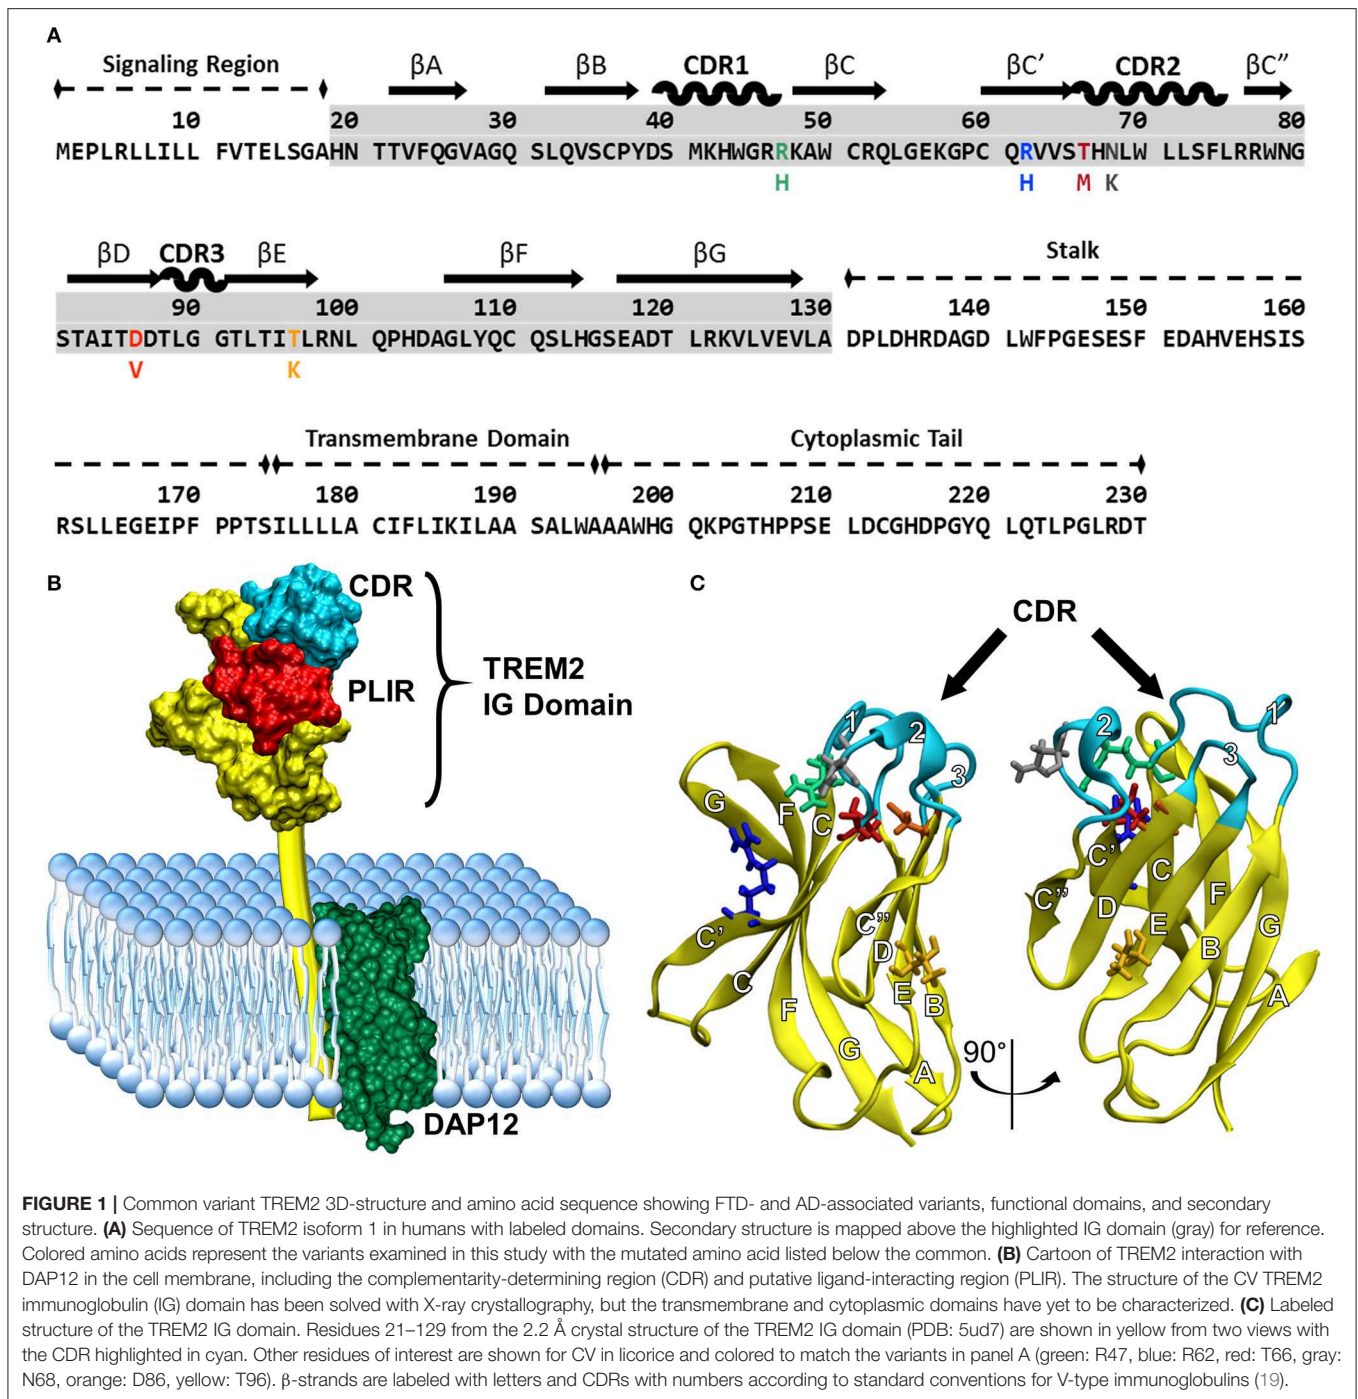 A
Signaling Region βA βB CDR1 βC βC’ CDR2 βC”
10 20 30 40 50 60 70 80
MEPLRLLILL FVTELSGAHN TTVFQGVAGQ SLQVSCPYDS MKHWGRRKAW CRQLGEKGPC QRVVSTHNLW LLSFLRRWNG
H H M K
βD CDR3 βE βF βG Stalk
90 100 110 120 130 140 150 160
STAITDDTLG GTLTITLRNL QPHDAGLYQC QSLHGSEADT LRKVLVEVLA DPLDHRDAGD LWFPGESESF EDAHVEHSIS
V K
Transmembrane Domain Cytoplasmic Tail
170 180 190 200 210 220 230
RSLLEGEIPF PPTSILLLLA CIFLIKILAA SALWAAAWHG QKPGTHPPSE LDCGHDPGYQ LQTLPGLRDT
B
CDR
PLIR
TREM2
IG Domain
DAP12
C
CDR
1 2 3
G F C
C’ C” D
C F E B
G A
90°
2 3 1
C’ C
C” D F
E B G
A
FIGURE 1 | Common variant TREM2 3D-structure and amino acid sequence showing FTD- and AD-associated variants, functional domains, and secondary
structure. (A) Sequence of TREM2 isoform 1 in humans with labeled domains. Secondary structure is mapped above the highlighted IG domain (gray) for reference.
Colored amino acids represent the variants examined in this study with the mutated amino acid listed below the common. (B) Cartoon of TREM2 interaction with
DAP12 in the cell membrane, including the complementarity-determining region (CDR) and putative ligand-interacting region (PLIR). The structure of the CV TREM2
immunoglobulin (IG) domain has been solved with X-ray crystallography, but the transmembrane and cytoplasmic domains have yet to be characterized. (C) Labeled
structure of the TREM2 IG domain. Residues 21–129 from the 2.2 Å crystal structure of the TREM2 IG domain (PDB: 5ud7) are shown in yellow from two views with
the CDR highlighted in cyan. Other residues of interest are shown for CV in licorice and colored to match the variants in panel A (green: R47, blue: R62, red: T66, gray:
N68, orange: D86, yellow: T96). β-strands are labeled with letters and CDRs with numbers according to standard conventions for V-type immunoglobulins (19).